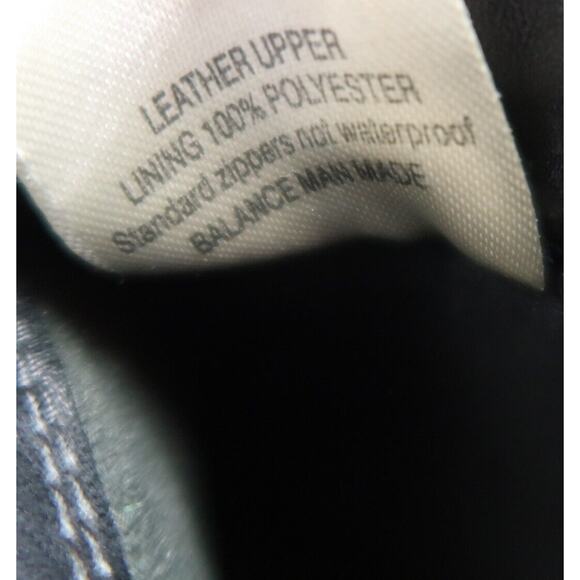 LEATHER UPPER
LINING 100% POLYESTER
Standard zippers not waterproof
BALANCE MAN MADE